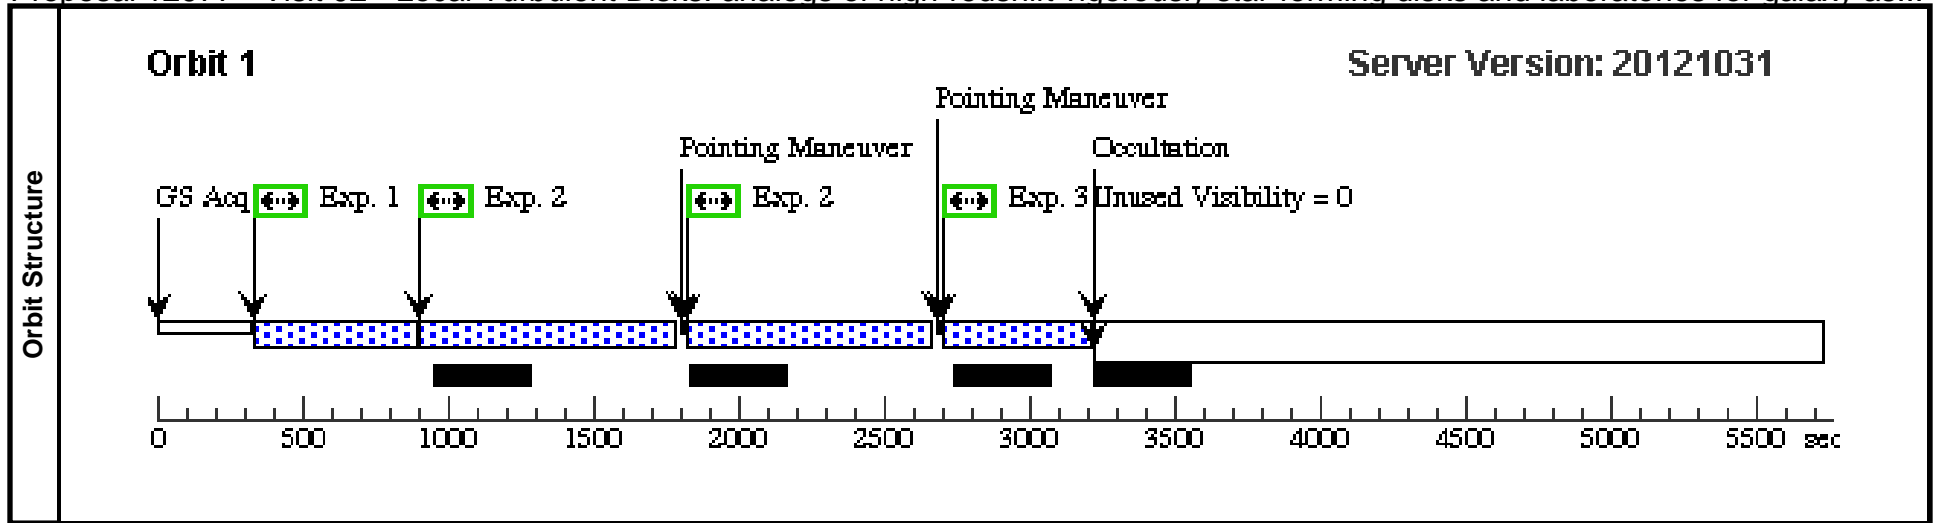 Orbit 1
Server Version: 20121031
Pointing Maneuver
Pointing Maneuver
Occultation
GS Acq
Exp. 1
Exp. 2
Exp. 2
Exp. 3
Unused Visibility = 0
Orbit Structure
0 500 1000 1500 2000 2500 3000 3500 4000 4500 5000 5500 sec